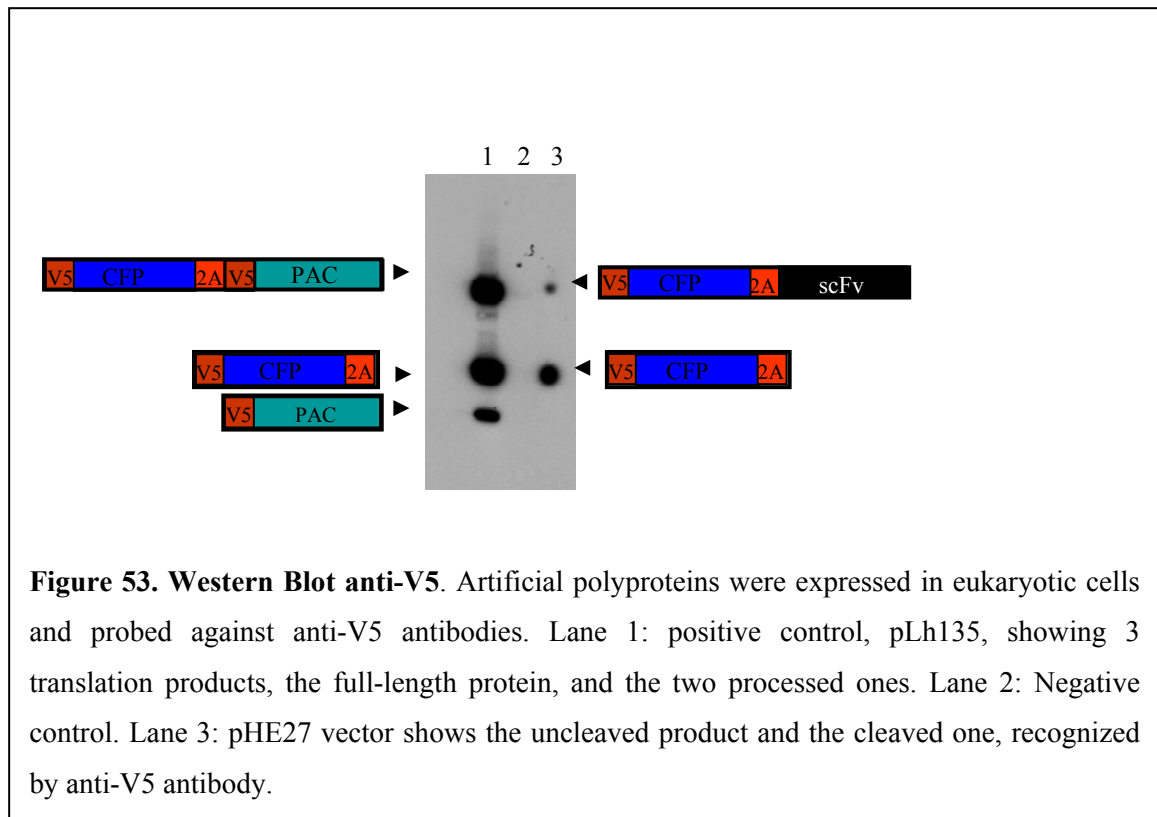 1 2 3
V5 CFP 2A V5 PAC
V5 CFP 2A scFv
V5 CFP 2A
V5 CFP 2A
V5 PAC
Figure 53. Western Blot anti-V5. Artificial polyproteins were expressed in eukaryotic cells
and probed against anti-V5 antibodies. Lane 1: positive control, pLh135, showing 3
translation products, the full-length protein, and the two processed ones. Lane 2: Negative
control. Lane 3: pHE27 vector shows the uncleaved product and the cleaved one, recognized
by anti-V5 antibody.